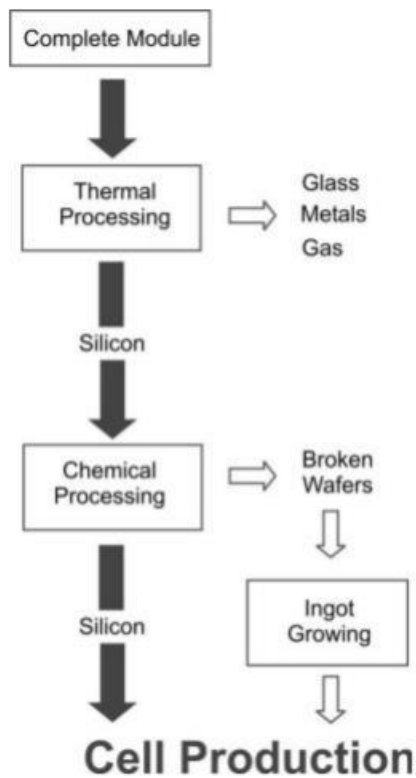 Complete Module
Thermal
Processing
Glass
Metals
Gas
Silicon
Chemical
Processing
Broken
Wafers
Silicon
Ingot
Growing
Cell Production